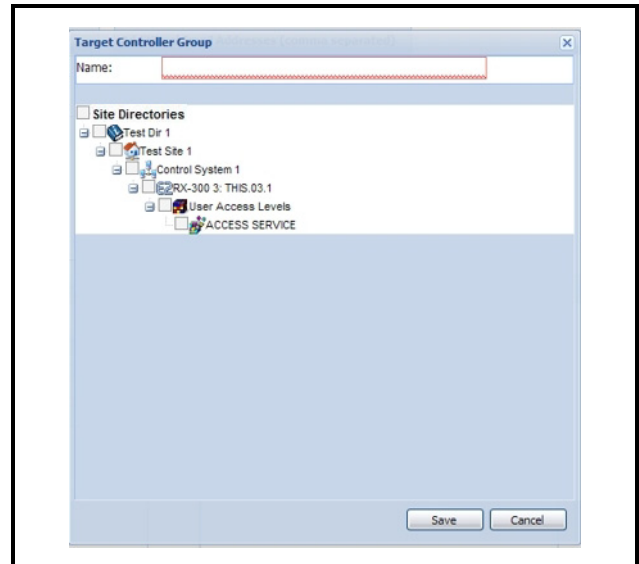 Target Controller Group
Name:
Site Directories
Test Dir 1
Test Site 1
Control System 1
RX-300 3: THIS.03.1
User Access Levels
ACCESS SERVICE
Save Cancel